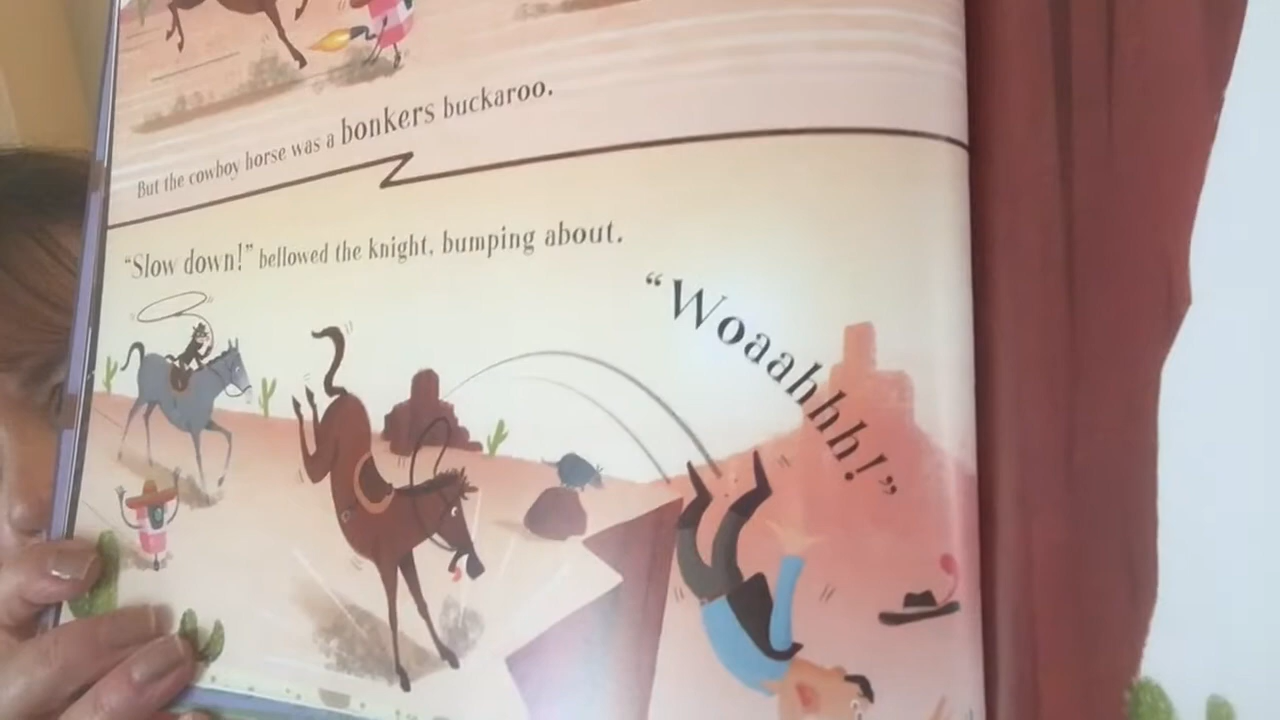 But the cowboy horse was a bonkers buckaroo.
“Slow down!” bellowed the knight, bumping about.
“Woaahhh!”